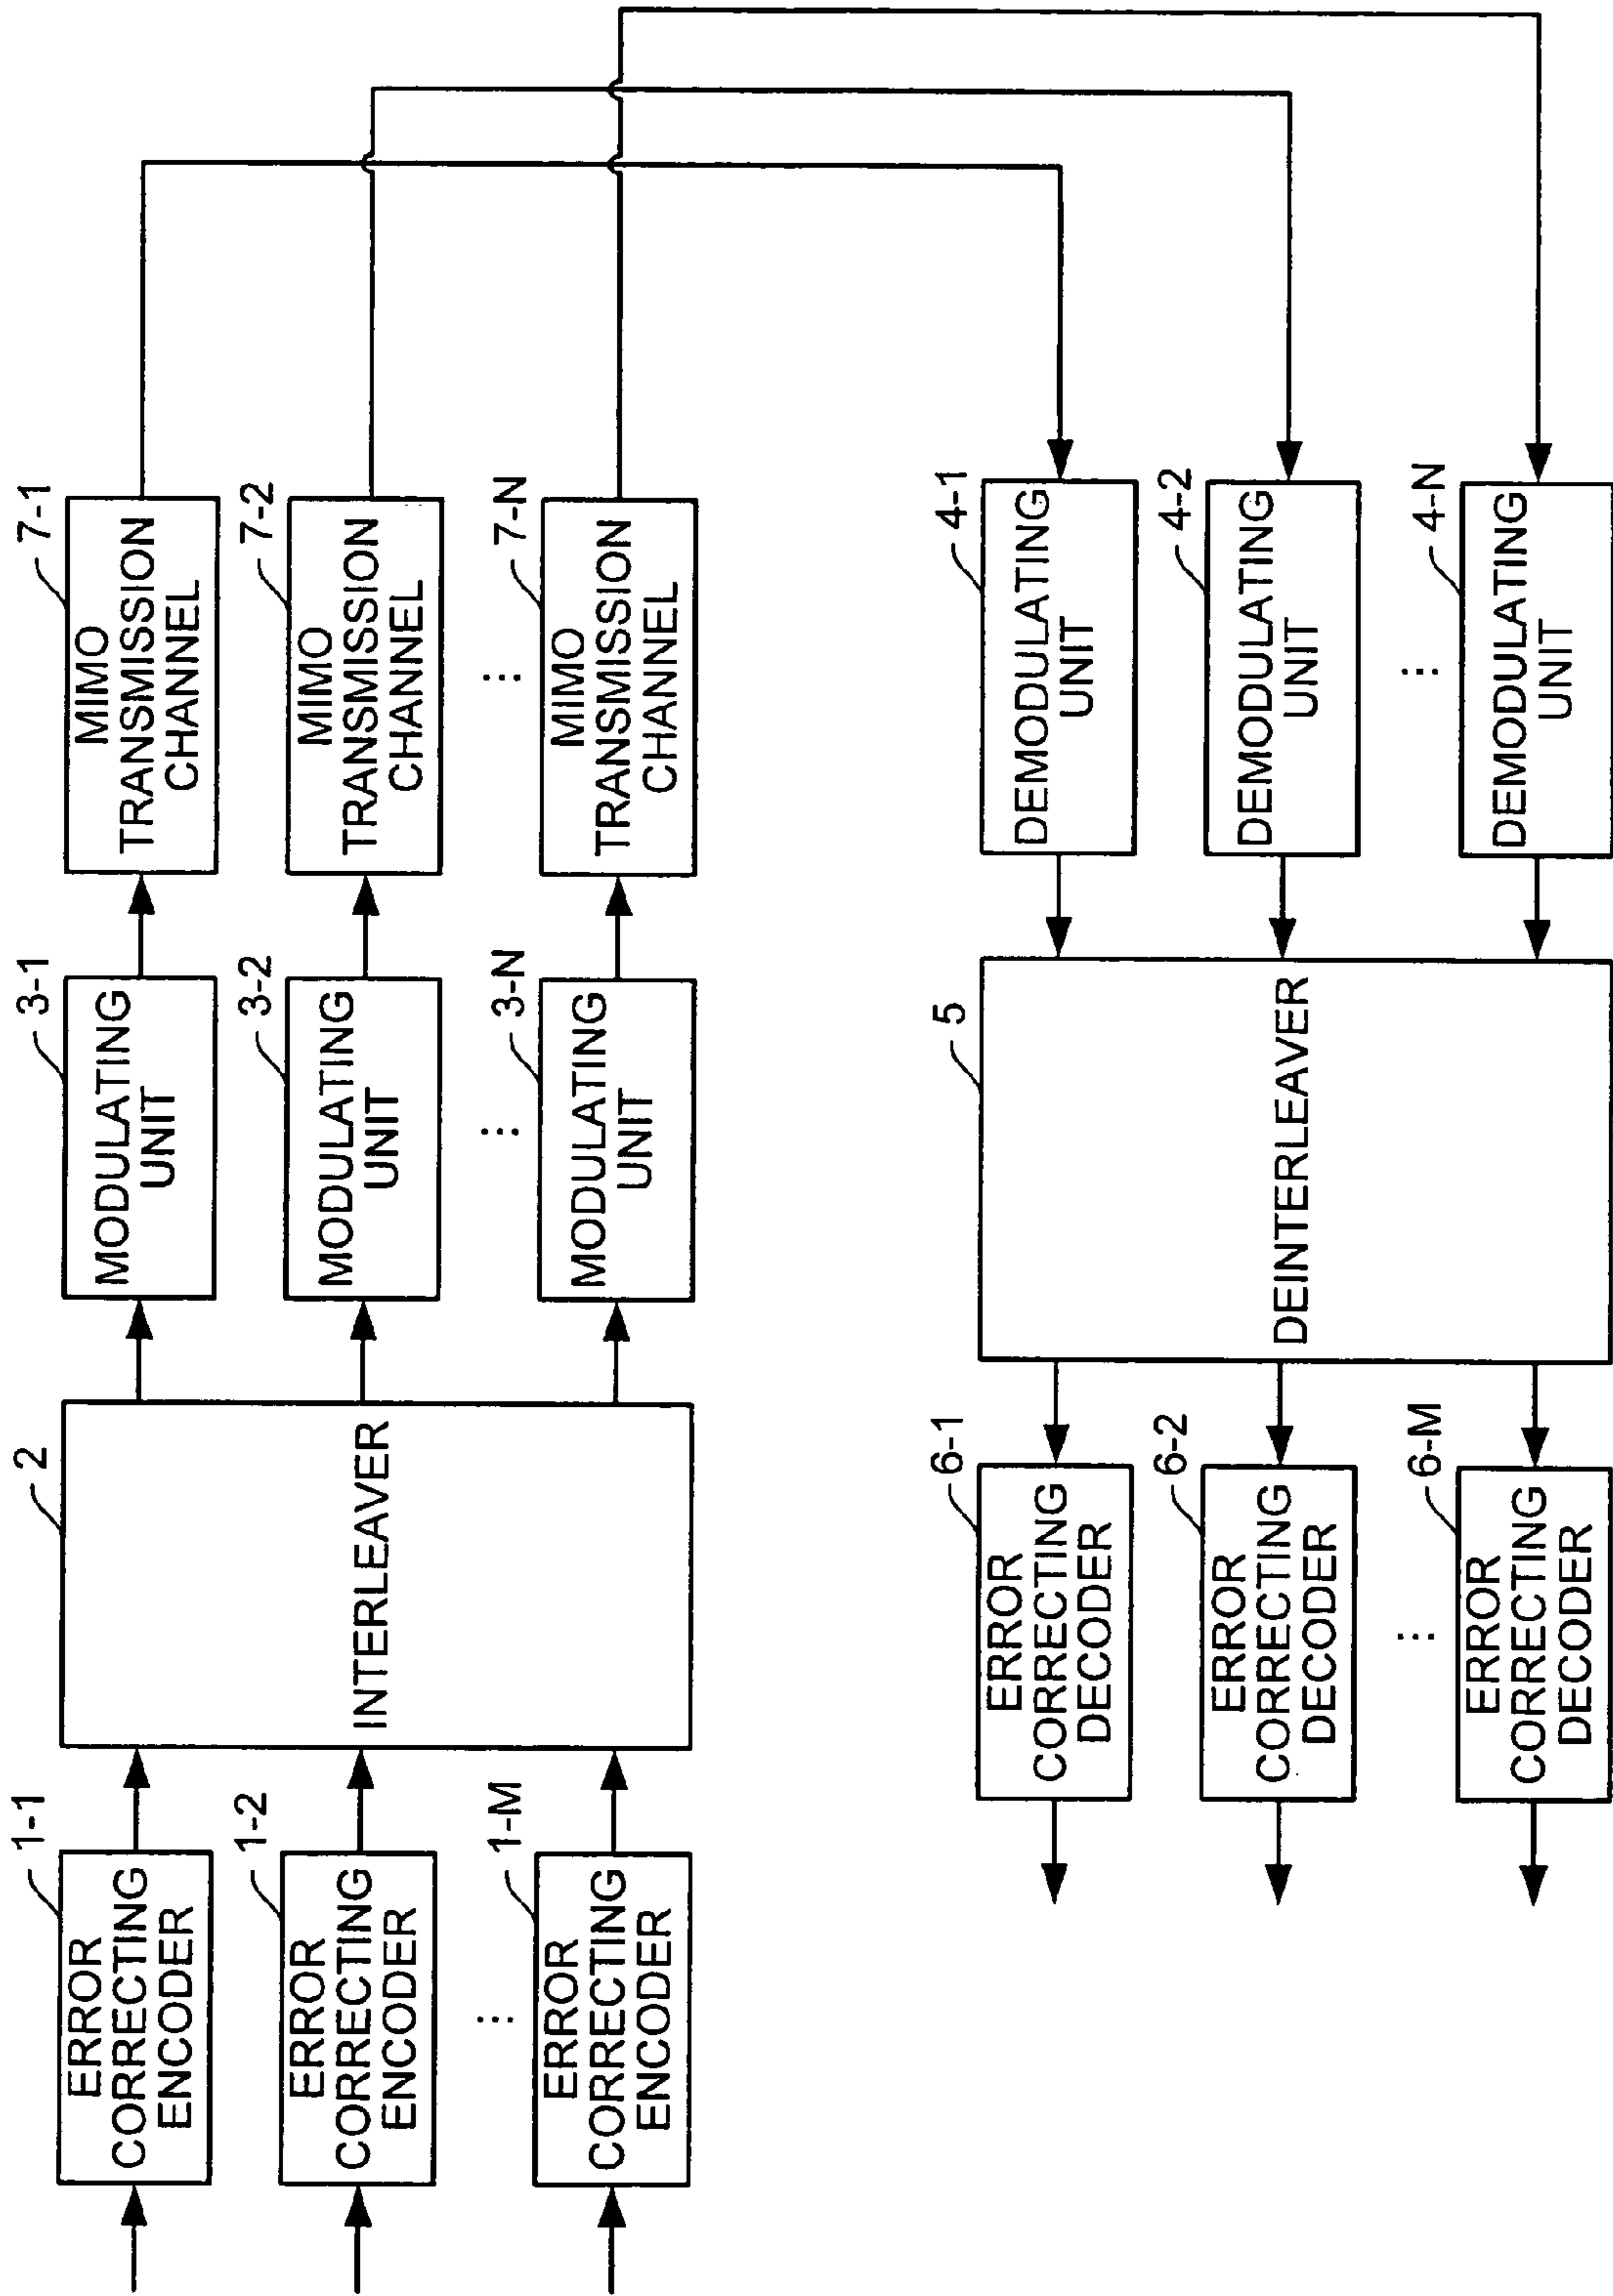 1-1
ERROR
CORRECTING
ENCODER
1-2
ERROR
CORRECTING
ENCODER
⋮
1-M
ERROR
CORRECTING
ENCODER
2
INTERLEAVER
3-1
MODULATING
UNIT
3-2
MODULATING
UNIT
⋮
3-N
MODULATING
UNIT
7-1
MIMO
TRANSMISSION
CHANNEL
7-2
MIMO
TRANSMISSION
CHANNEL
⋮
7-N
MIMO
TRANSMISSION
CHANNEL
6-1
ERROR
CORRECTING
DECODER
6-2
ERROR
CORRECTING
DECODER
⋮
6-M
ERROR
CORRECTING
DECODER
5
DEINTERLEAVER
4-1
DEMODULATING
UNIT
4-2
DEMODULATING
UNIT
⋮
4-N
DEMODULATING
UNIT